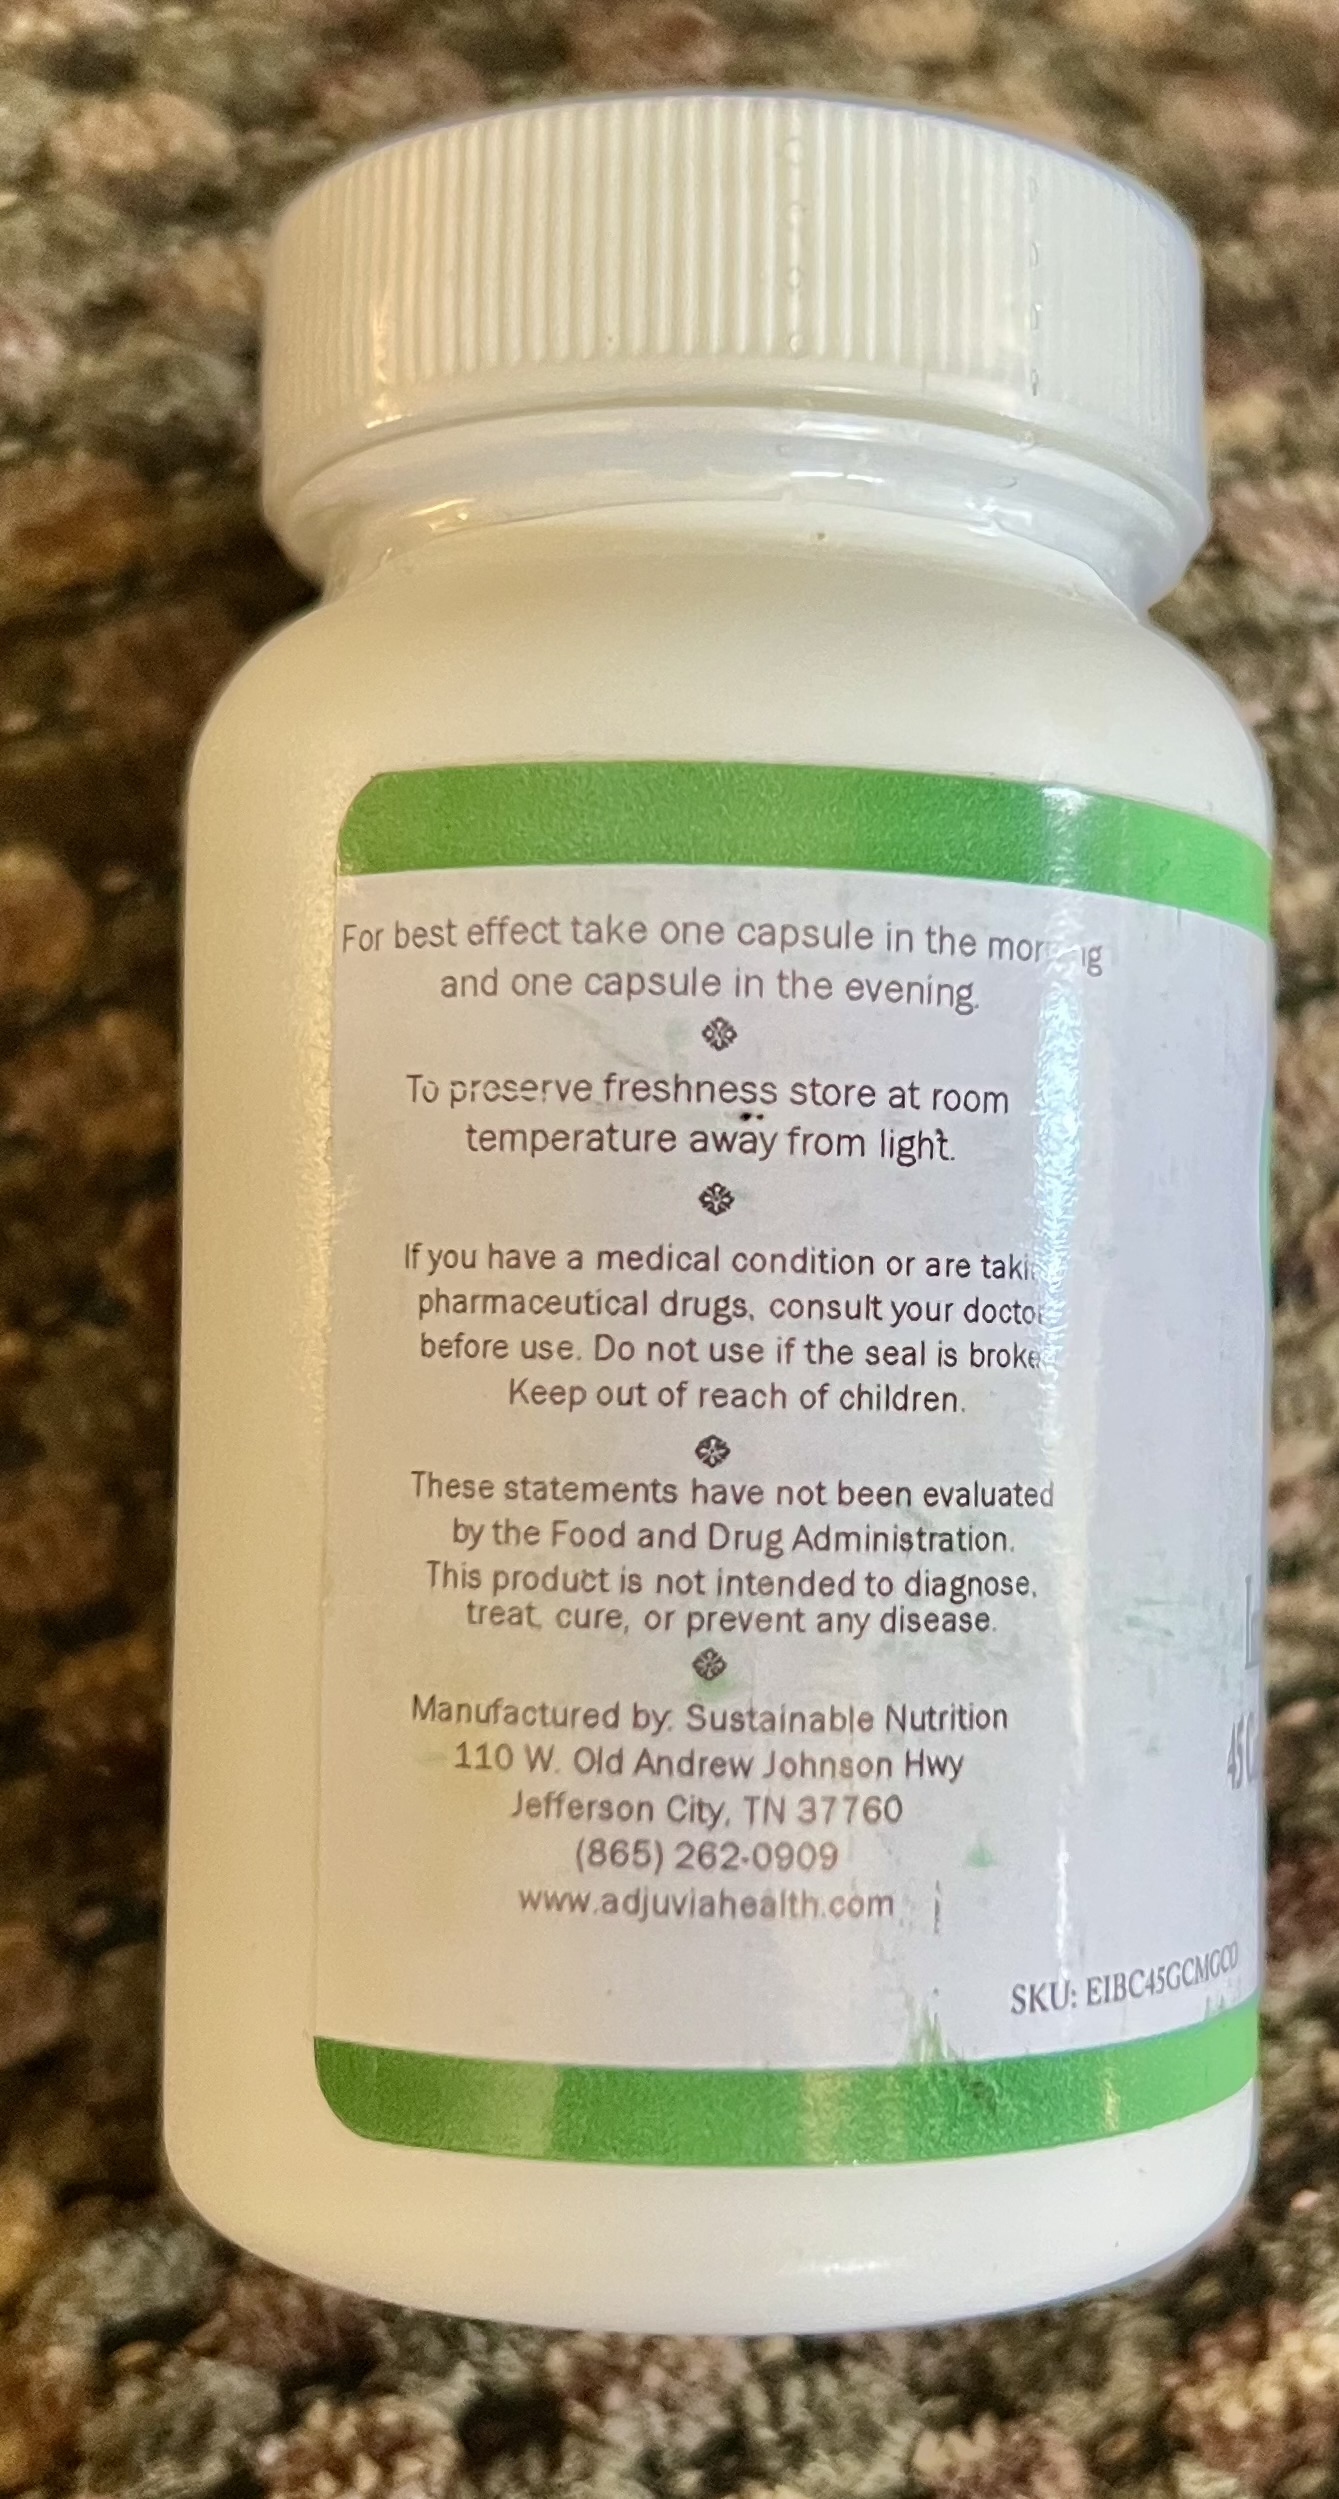 For best effect take one capsule in the morning
and one capsule in the evening.
To preserve freshness store at room
temperature away from light.
If you have a medical condition or are taking
pharmaceutical drugs, consult your doctor
before use. Do not use if the seal is broken
Keep out of reach of children.
These statements have not been evaluated
by the Food and Drug Administration.
This product is not intended to diagnose,
treat, cure, or prevent any disease.
Manufactured by: Sustainable Nutrition
110 W. Old Andrew Johnson Hwy
Jefferson City, TN 37760
(865) 262-0909
www.adjuviahealth.com
SKU: EIBC45GCMGCO